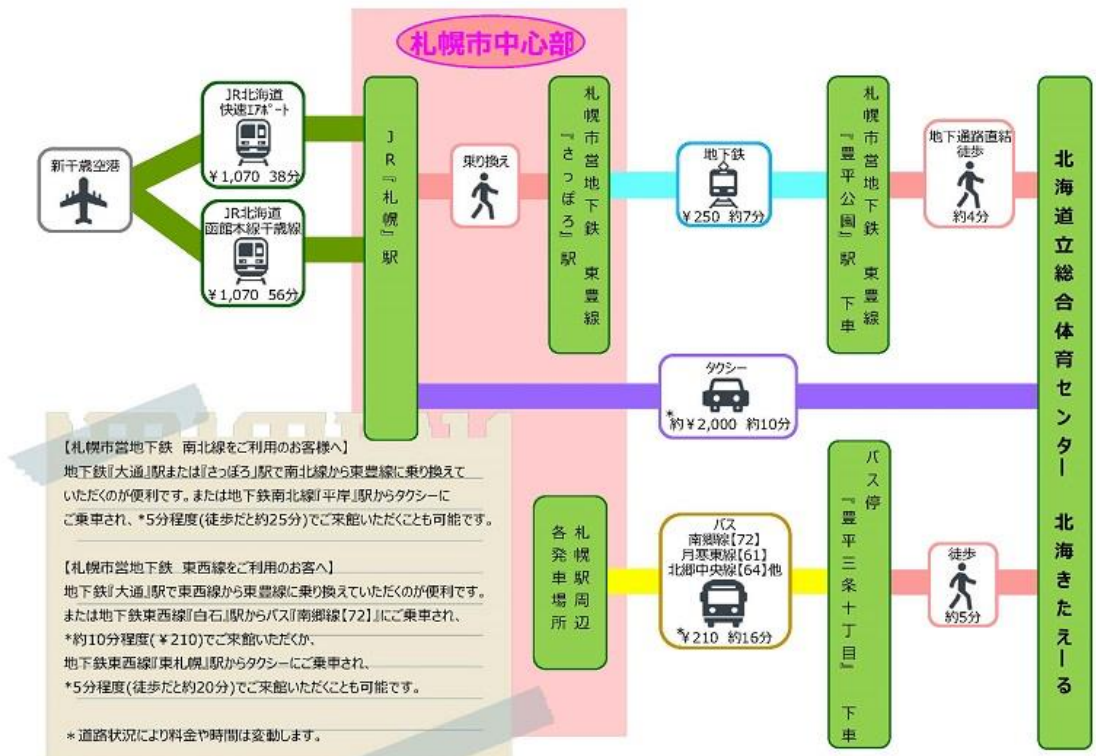 札幌市中心部
新千歳空港
JR北海道
快速エアポート
¥1,070 38分
JR北海道
函館本線千歳線
¥1,070 56分
JR『札幌』駅
乗り換え
札幌市営地下鉄 東豊線
『さっぽろ』駅
地下鉄
¥250 約7分
札幌市営地下鉄 東豊線
『豊平公園』駅 下車
地下通路直結
徒歩
約4分
北海道立総合体育センター 北海きたえーる
タクシー
*約¥2,000 約10分
札幌駅周辺
各発車場所
バス
南郷線【72】
月寒東線【61】
北郷中央線【64】他
*¥210 約16分
バス停
『豊平三条十丁目』 下車
徒歩
約5分
【札幌市営地下鉄 南北線をご利用のお客様へ】
地下鉄『大通』駅または『さっぽろ』駅で南北線から東豊線に乗り換えて
いただくのが便利です。または地下鉄南北線『平岸』駅からタクシーに
ご乗車され、*5分程度(徒歩だと約25分)でご来館いただくことも可能です。
【札幌市営地下鉄 東西線をご利用のお客へ】
地下鉄『大通』駅で東西線から東豊線に乗り換えていただくのが便利です。
または地下鉄東西線『白石』駅からバス『南郷線【72】』にご乗車され、
*約10分程度(¥210)でご来館いただくか、
地下鉄東西線『東札幌』駅からタクシーにご乗車され、
*5分程度(徒歩だと約20分)でご来館いただくことも可能です。
*道路状況により料金や時間は変動します。